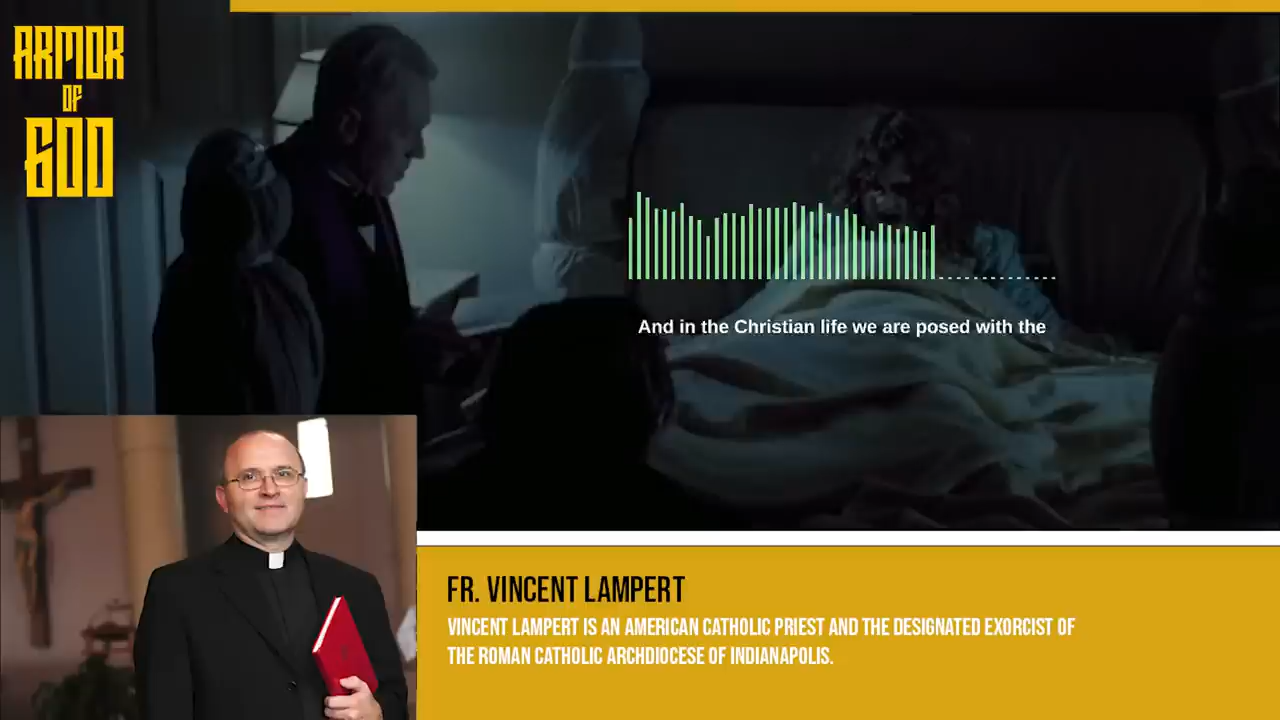 ARMOR
OF
GOD
And in the Christian life we are posed with the
FR. VINCENT LAMPERT
VINCENT LAMPERT IS AN AMERICAN CATHOLIC PRIEST AND THE DESIGNATED EXORCIST OF
THE ROMAN CATHOLIC ARCHDIOCESE OF INDIANAPOLIS.